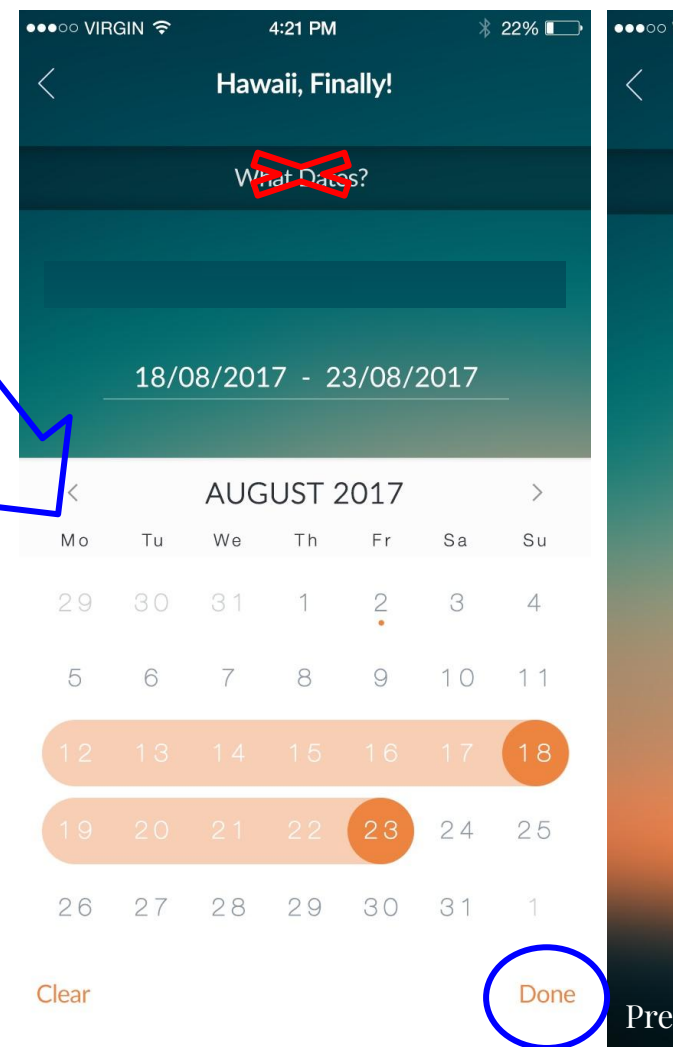 VIRGIN 4:21 PM 22%
Hawaii, Finally!
What Dates?
18/08/2017 - 23/08/2017
< AUGUST 2017 >
Mo Tu We Th Fr Sa Su
29 30 31 1 2 3 4
5 6 7 8 9 10 11
12 13 14 15 16 17 18
19 20 21 22 23 24 25
26 27 28 29 30 31 1
Clear Done
Pre